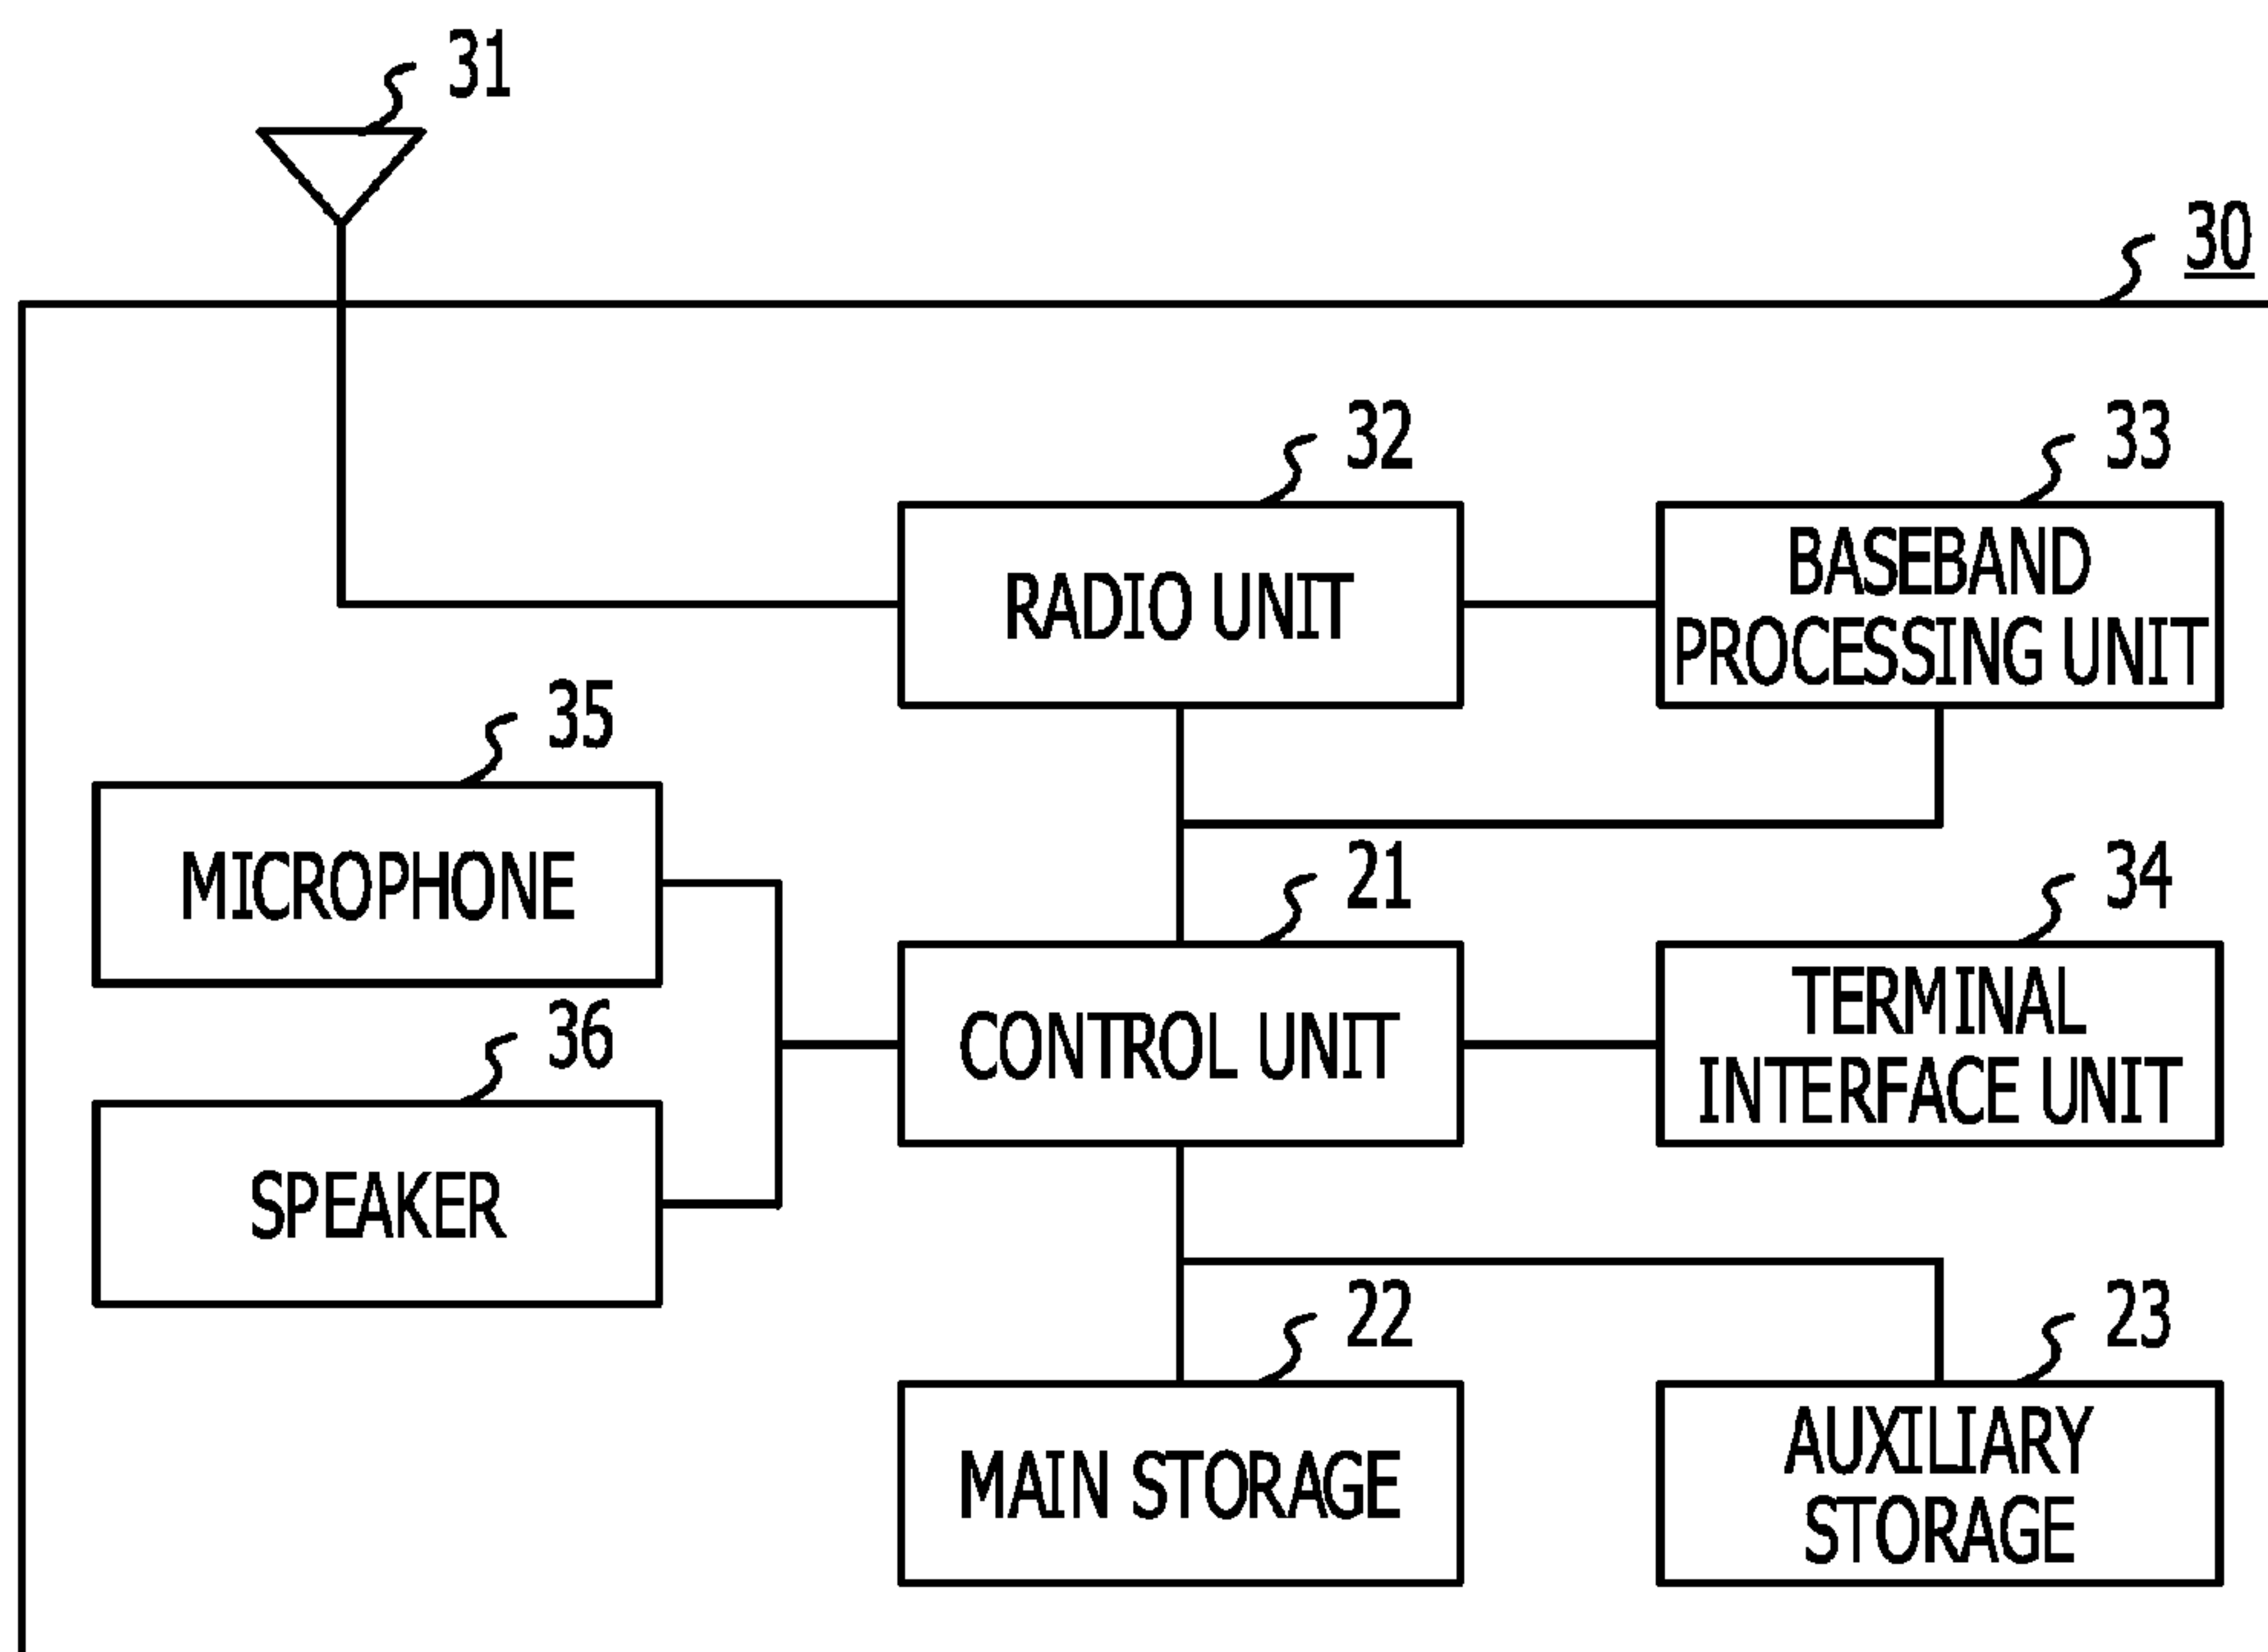 31
30
32
RADIO UNIT
33
BASEBAND
PROCESSING UNIT
35
MICROPHONE
21
CONTROL UNIT
34
TERMINAL
INTERFACE UNIT
36
SPEAKER
22
MAIN STORAGE
23
AUXILIARY
STORAGE